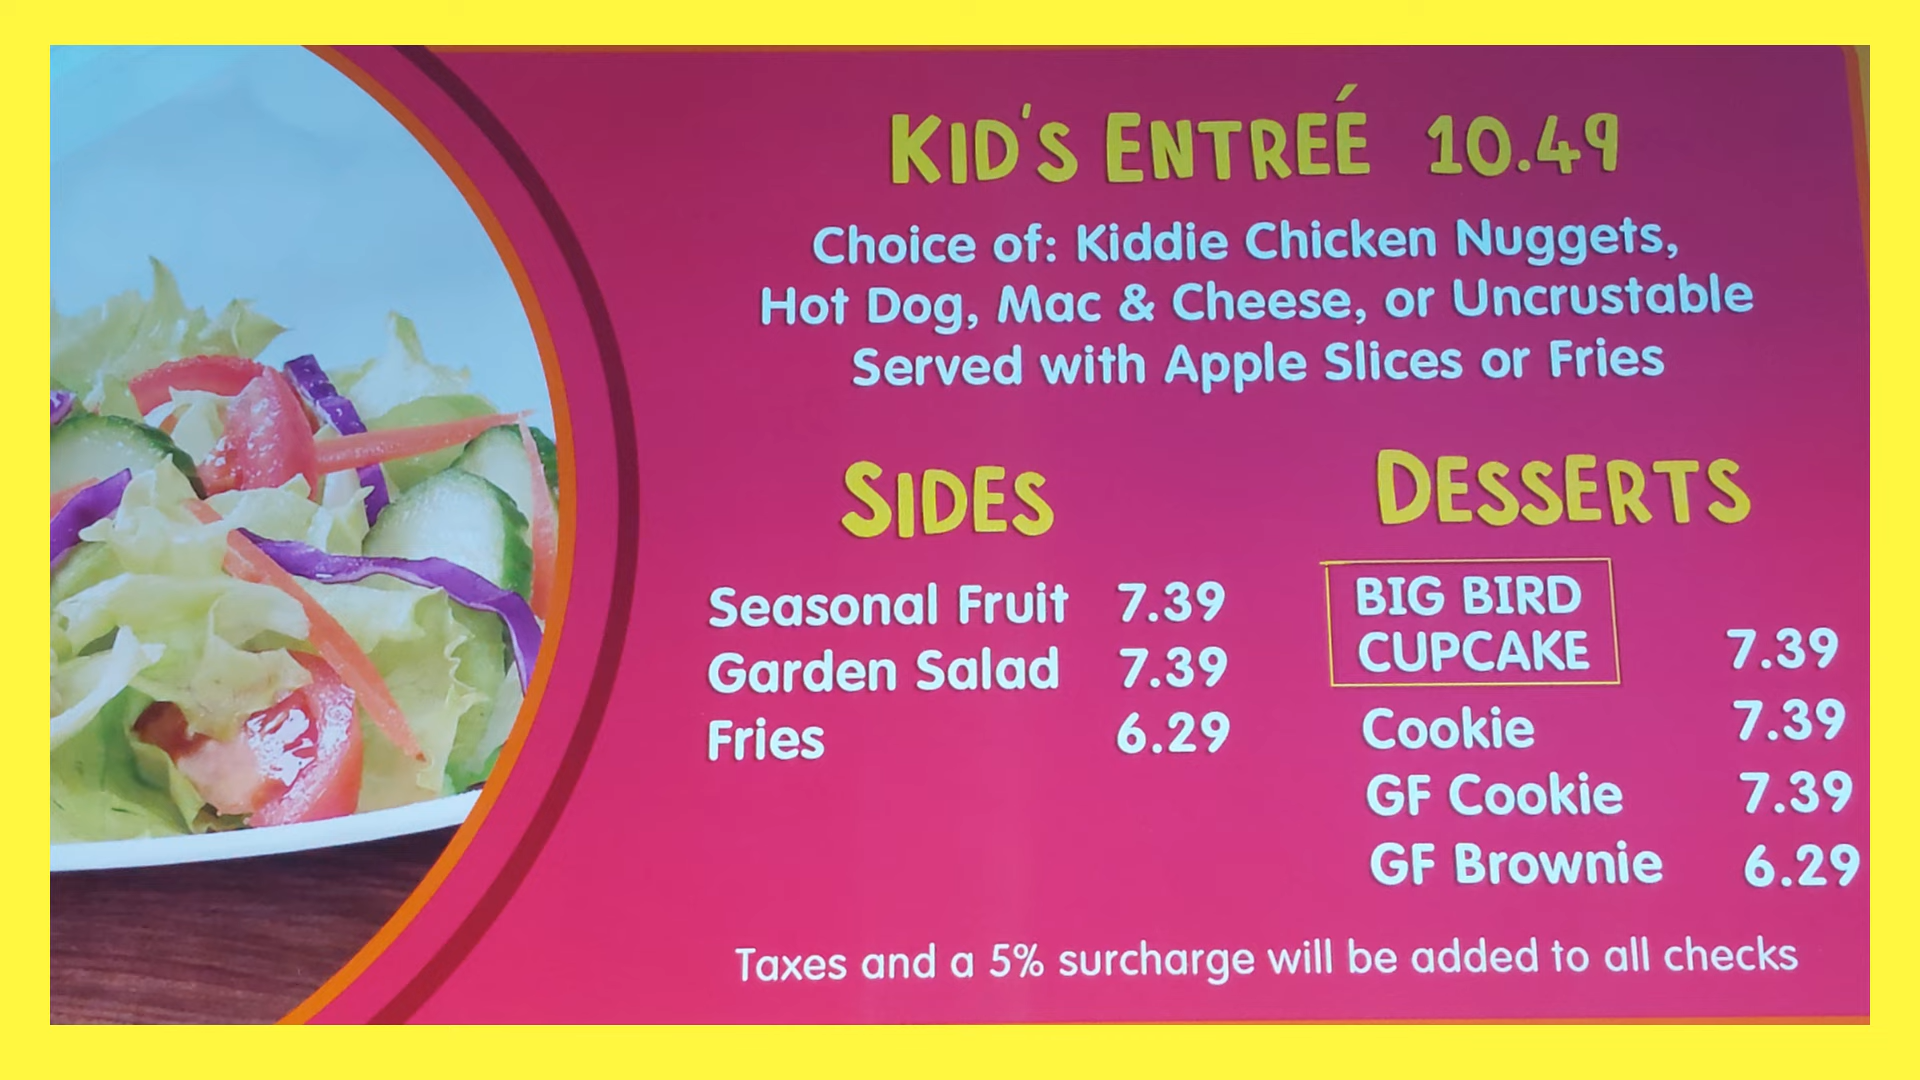 KID'S ENTREÉ 10.49
Choice of: Kiddie Chicken Nuggets,
Hot Dog, Mac & Cheese, or Uncrustable
Served with Apple Slices or Fries
SIDES
Seasonal Fruit 7.39
Garden Salad 7.39
Fries 6.29
DESSERTS
BIG BIRD
CUPCAKE 7.39
Cookie 7.39
GF Cookie 7.39
GF Brownie 6.29
Taxes and a 5% surcharge will be added to all checks